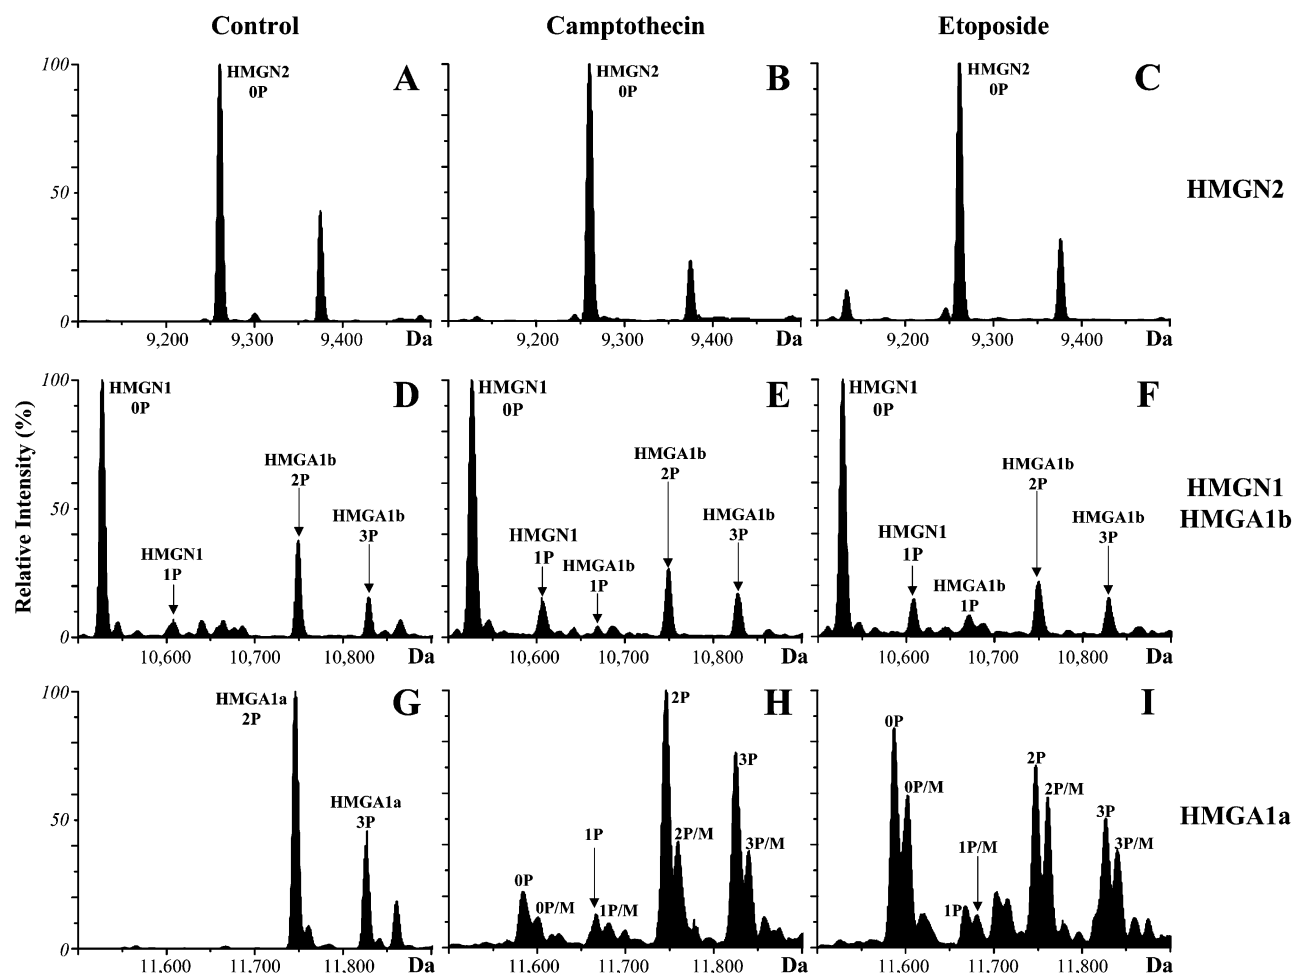 Control
Camptothecin
Etoposide
100
HMGN2
0P
A
HMGN2
0P
B
HMGN2
0P
C
50
HMGN2
0
9,200
9,300
9,400
Da
9,200
9,300
9,400
Da
9,200
9,300
9,400
Da
Relative Intensity (%)
100
HMGN1
0P
D
HMGN1
0P
E
HMGN1
0P
F
HMGA1b
2P
HMGA1b
2P
HMGA1b
2P
50
HMGA1b
3P
HMGA1b
3P
HMGA1b
3P
HMGN1
HMGA1b
HMGN1
1P
HMGN1
1P
HMGA1b
1P
HMGN1
1P
HMGA1b
1P
0
10,600
10,700
10,800
Da
10,600
10,700
10,800
Da
10,600
10,700
10,800
Da
100
HMGA1a
2P
G
2P
H
0P
I
HMGA1a
3P
3P
2P
50
0P/M
2P/M
3P
HMGA1a
1P
2P/M
3P/M
1P/M
3P/M
0P
0P/M
1P/M
1P
0
11,600
11,700
11,800
Da
11,600
11,700
11,800
Da
11,600
11,700
11,800
Da